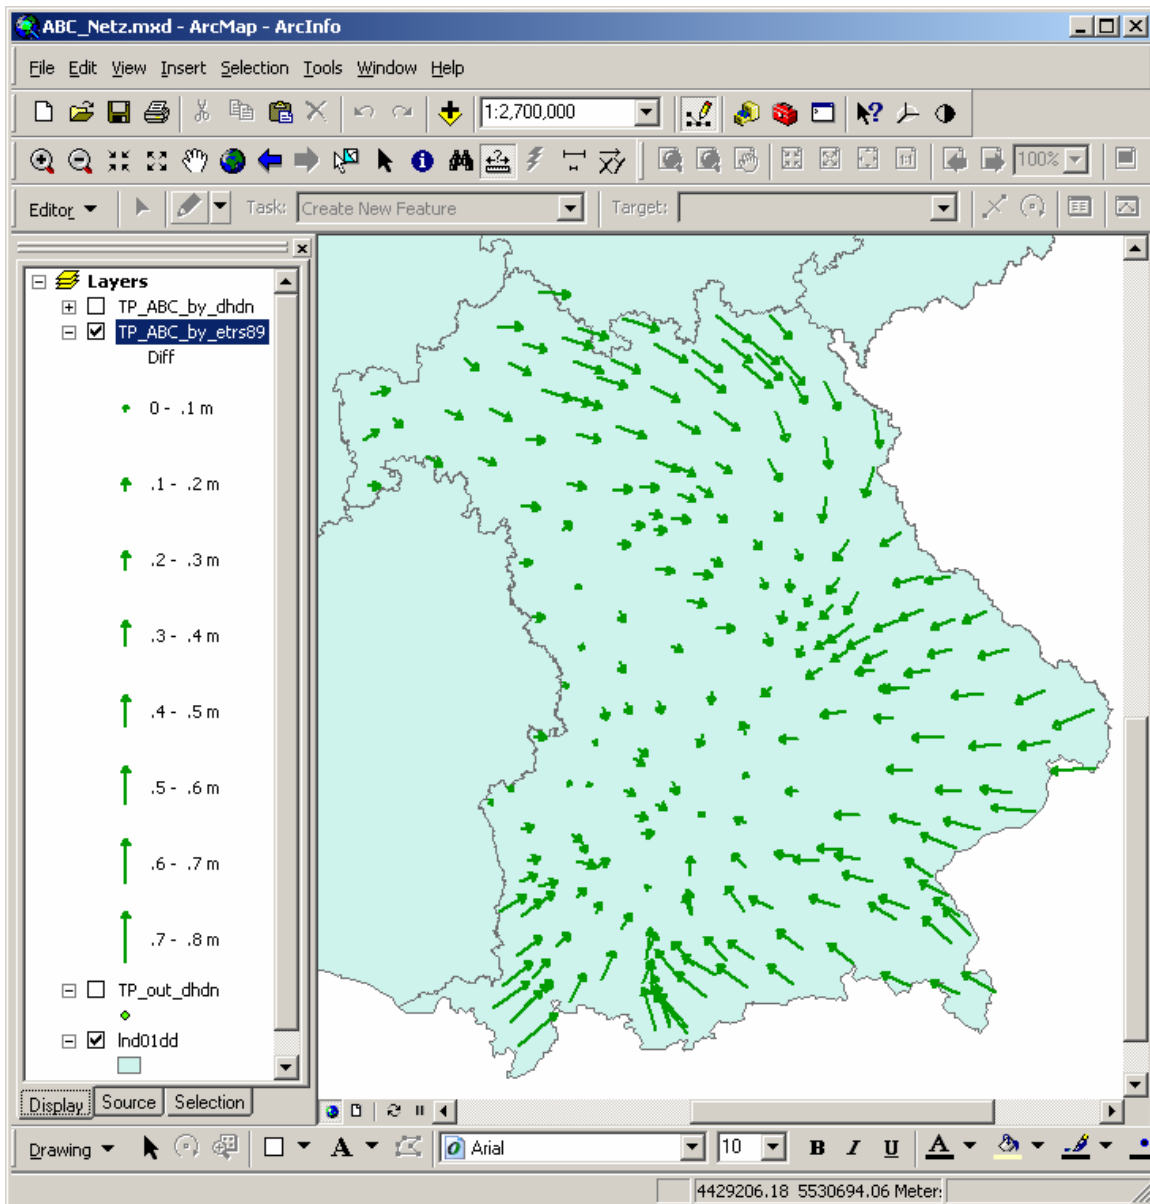 ABC_Netz.mxd - ArcMap - ArcInfo
File Edit View Insert Selection Tools Window Help
1:2,700,000
100%
Editor Task: Create New Feature Target:
Layers
TP_ABC_by_dhdn
TP_ABC_by_etrs89
Diff
0 - .1 m
.1 - .2 m
.2 - .3 m
.3 - .4 m
.4 - .5 m
.5 - .6 m
.6 - .7 m
.7 - .8 m
TP_out_dhdn
lnd01dd
Display Source Selection
Drawing A Arial 10 B I U A
4429206.18 5530694.06 Meter: